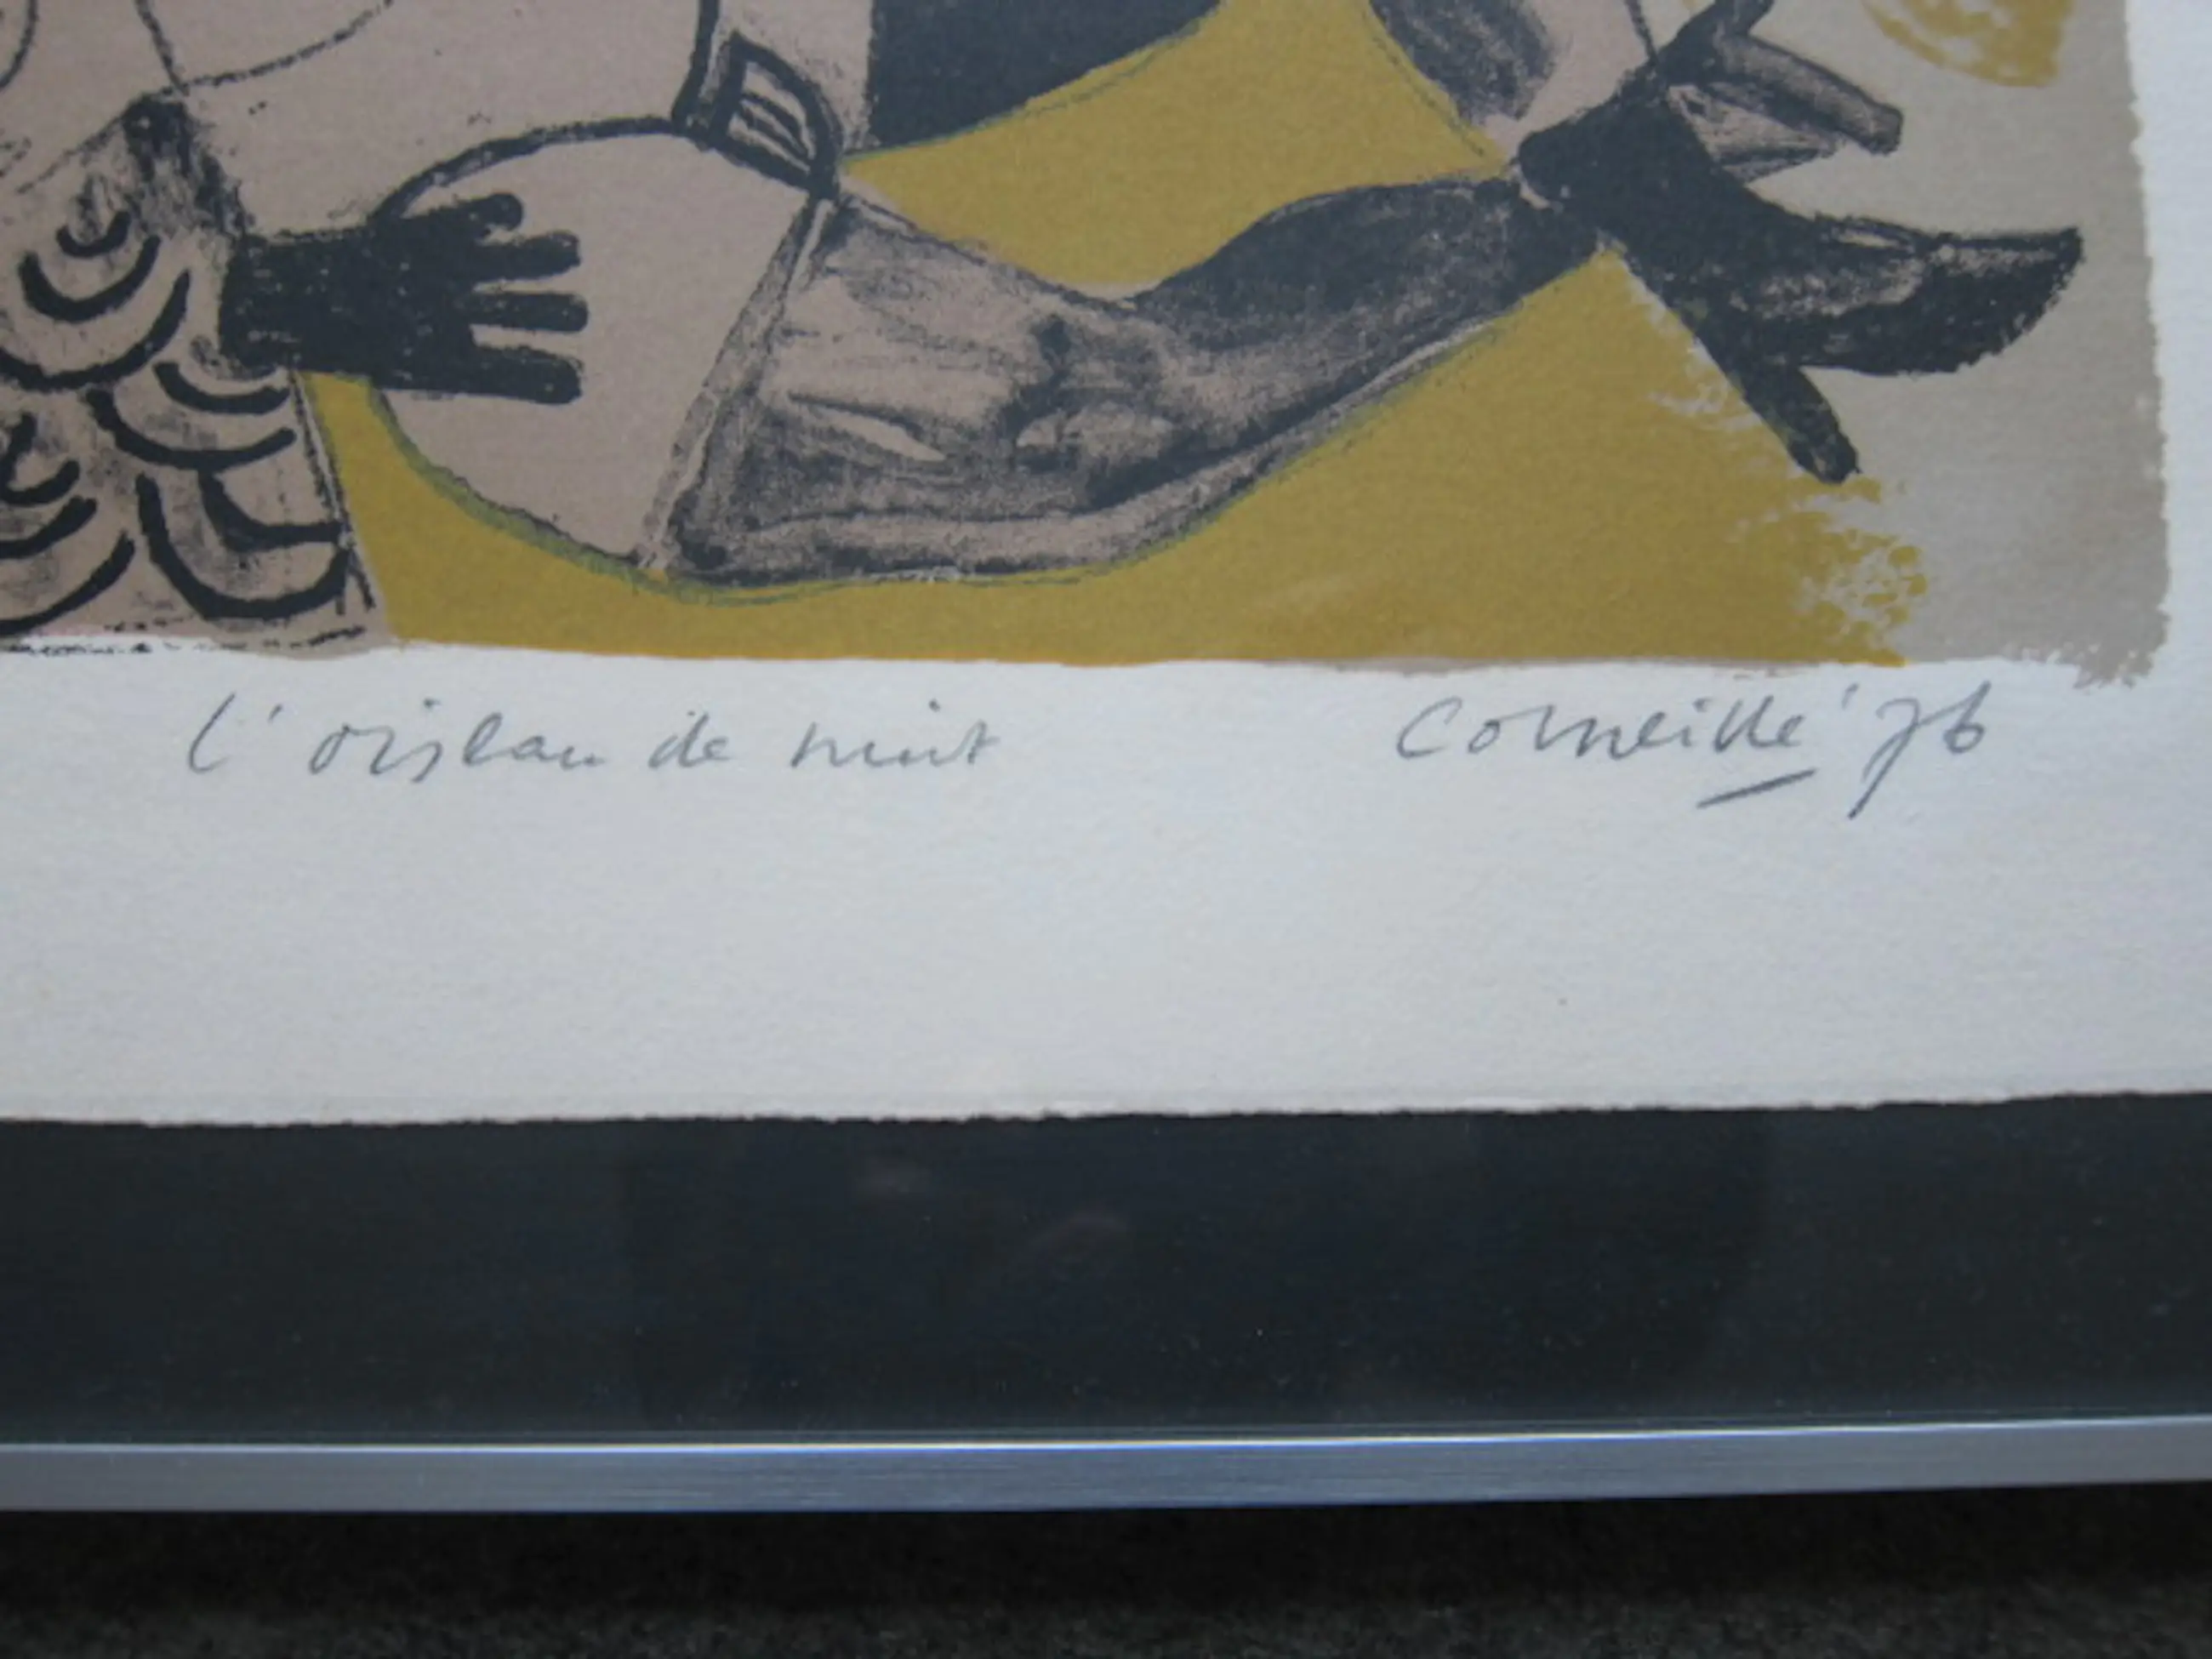 L'oiseau de nuit Corneille '76